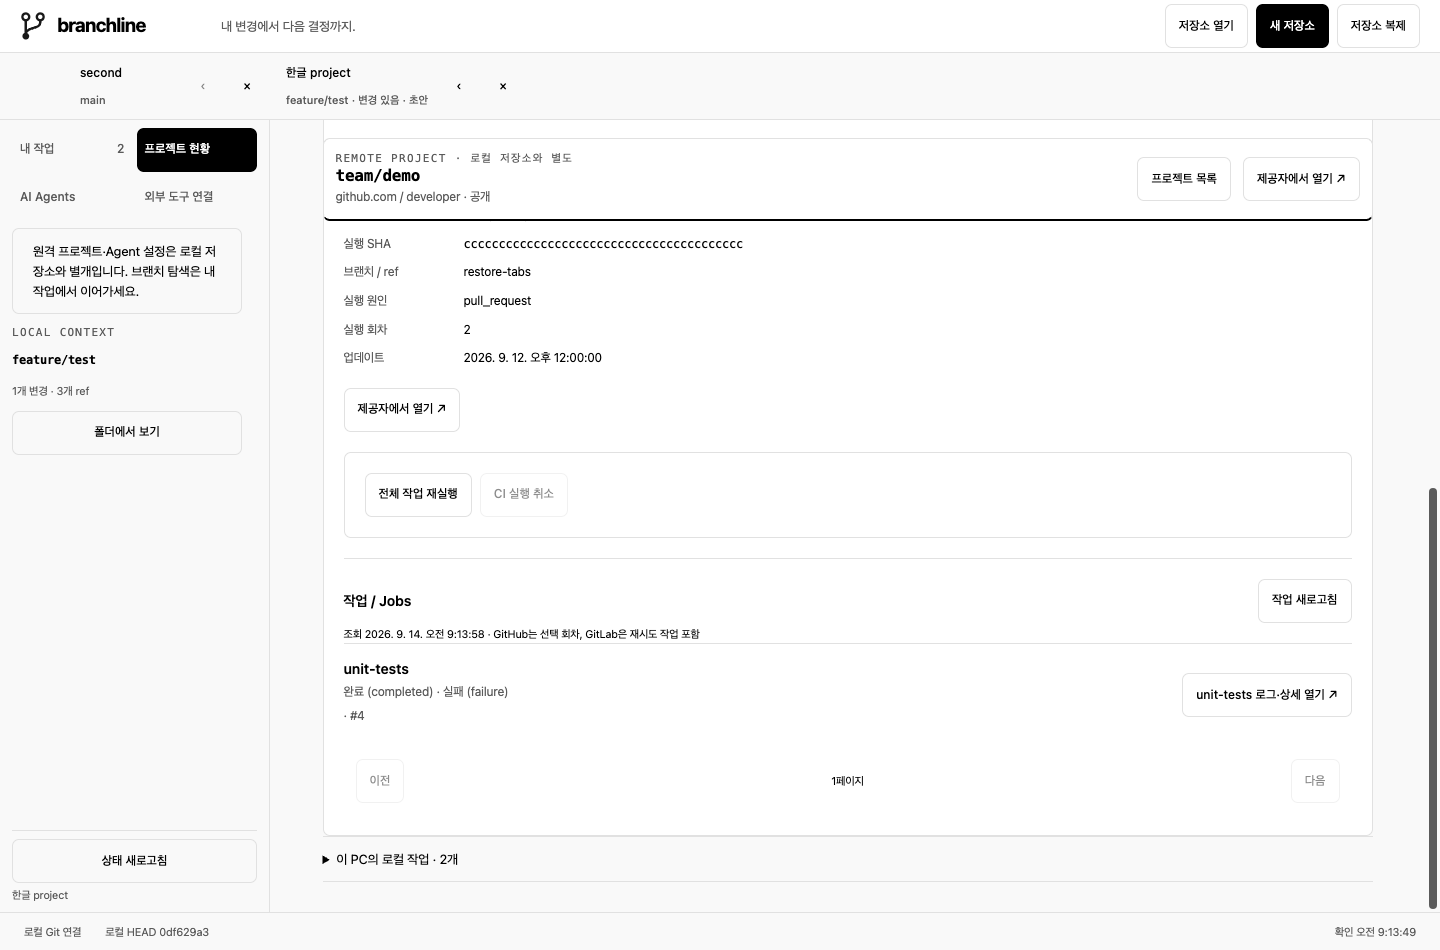 branchline
내 변경에서 다음 결정까지.
저장소 열기
새 저장소
저장소 복제
second
main
‹
×
한글 project
feature/test · 변경 있음 · 초안
‹
×
내 작업
2
프로젝트 현황
AI Agents
외부 도구 연결
원격 프로젝트·Agent 설정은 로컬 저
장소와 별개입니다. 브랜치 탐색은 내
작업에서 이어가세요.
LOCAL CONTEXT
feature/test
1개 변경 · 3개 ref
폴더에서 보기
상태 새로고침
한글 project
REMOTE PROJECT · 로컬 저장소와 별도
team/demo
github.com / developer · 공개
프로젝트 목록
제공자에서 열기 ↗
실행 SHA
cccccccccccccccccccccccccccccccccccccccc
브랜치 / ref
restore-tabs
실행 원인
pull_request
실행 회차
2
업데이트
2026. 9. 12. 오후 12:00:00
제공자에서 열기 ↗
전체 작업 재실행
CI 실행 취소
작업 / Jobs
작업 새로고침
조회 2026. 9. 14. 오전 9:13:58 · GitHub는 선택 회차, GitLab은 재시도 작업 포함
unit-tests
완료 (completed) · 실패 (failure)
· #4
unit-tests 로그·상세 열기 ↗
이전
1페이지
다음
▶ 이 PC의 로컬 작업 · 2개
로컬 Git 연결
로컬 HEAD 0df629a3
확인 오전 9:13:49